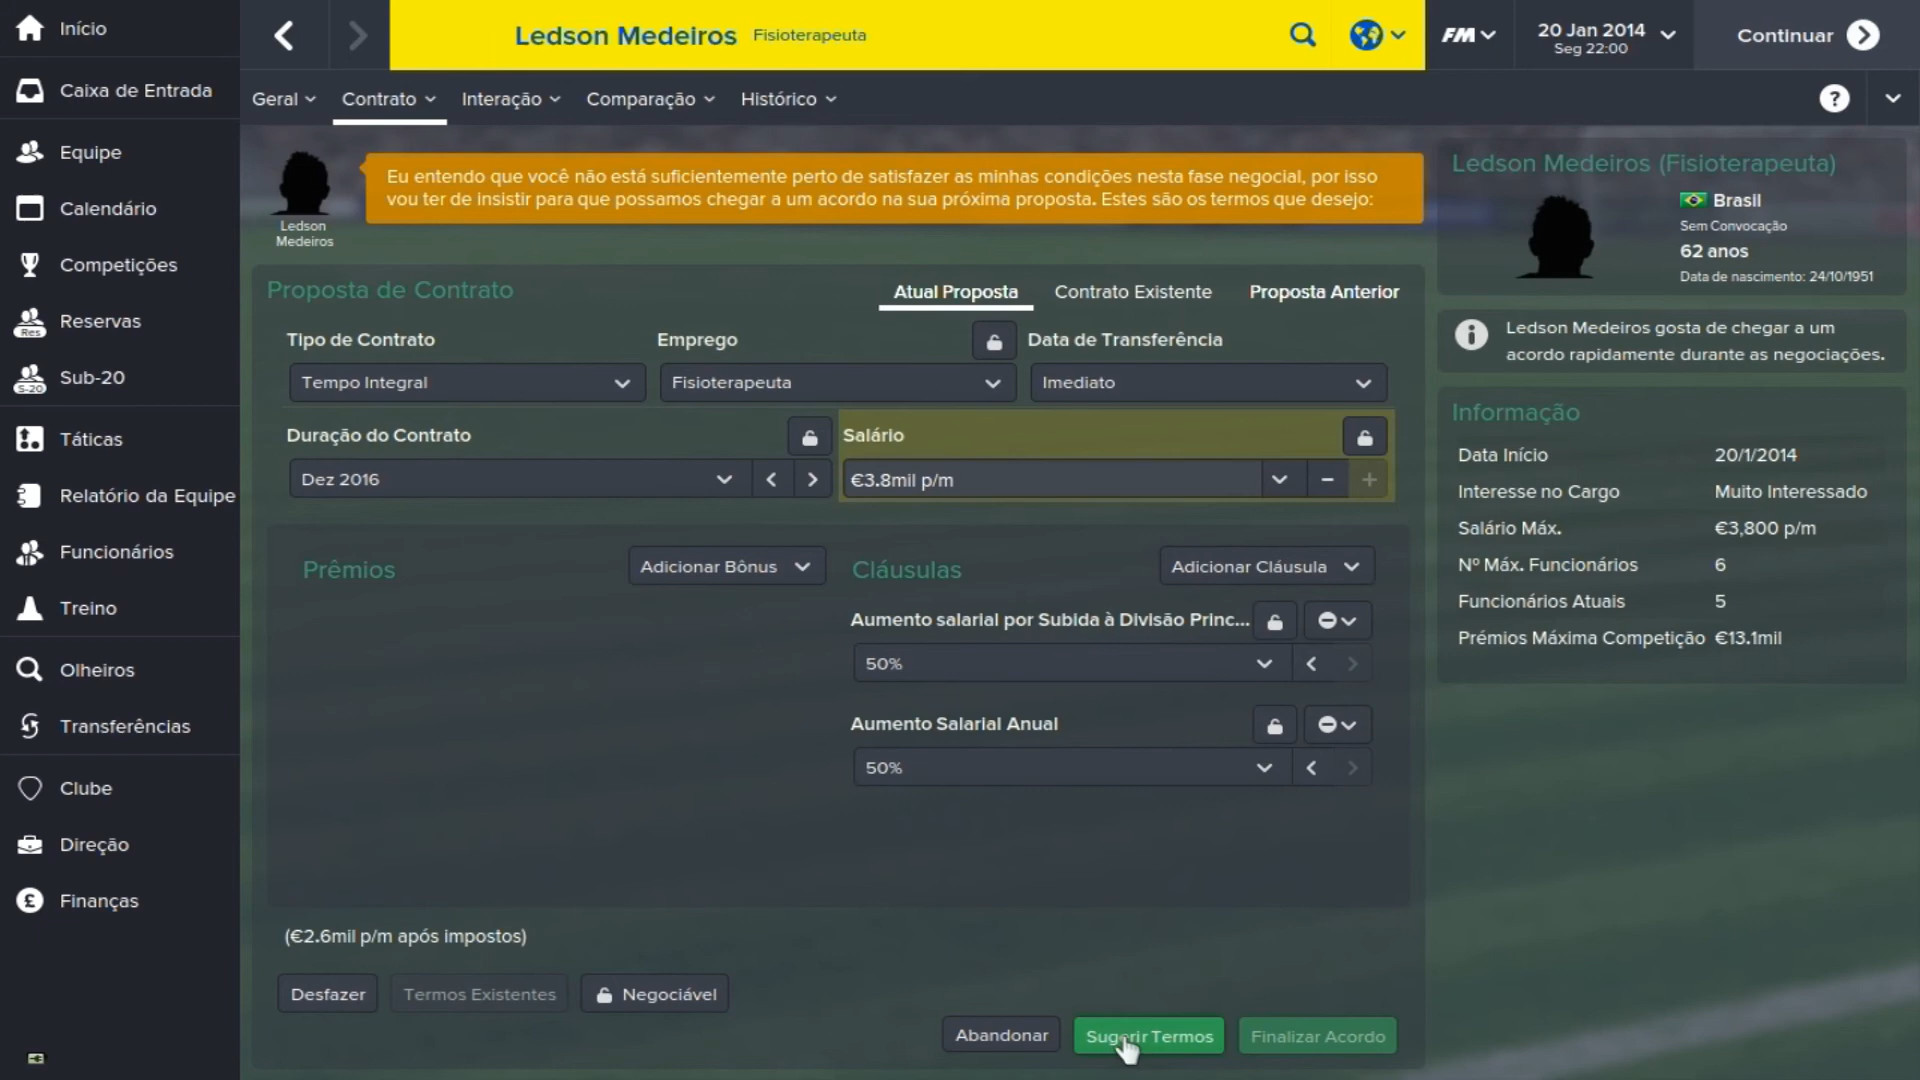 Início
Caixa de Entrada
Equipe
Calendário
Competições
Reservas
Res
Sub-20
S-20
Táticas
Relatório da Equipe
Funcionários
Treino
Olheiros
Transferências
Clube
Direção
Finanças
Ledson Medeiros Fisioterapeuta
FM
20 Jan 2014
Seg 22:00
Continuar
Geral
Contrato
Interação
Comparação
Histórico
?
Ledson
Medeiros
Eu entendo que você não está suficientemente perto de satisfazer as minhas condições nesta fase negocial, por isso
vou ter de insistir para que possamos chegar a um acordo na sua próxima proposta. Estes são os termos que desejo:
Proposta de Contrato
Atual Proposta
Contrato Existente
Proposta Anterior
Tipo de Contrato
Emprego
Data de Transferência
Tempo Integral
Fisioterapeuta
Imediato
Duração do Contrato
Salário
Dez 2016
€3.8mil p/m
Prêmios
Adicionar Bônus
Cláusulas
Adicionar Cláusula
Aumento salarial por Subida à Divisão Princ...
50%
Aumento Salarial Anual
50%
(€2.6mil p/m após impostos)
Desfazer
Termos Existentes
Negociável
Abandonar
Sugerir Termos
Finalizar Acordo
Ledson Medeiros (Fisioterapeuta)
Brasil
Sem Convocação
62 anos
Data de nascimento: 24/10/1951
Ledson Medeiros gosta de chegar a um
acordo rapidamente durante as negociações.
Informação
Data Início 20/1/2014
Interesse no Cargo Muito Interessado
Salário Máx. €3,800 p/m
Nº Máx. Funcionários 6
Funcionários Atuais 5
Prémios Máxima Competição €13.1mil